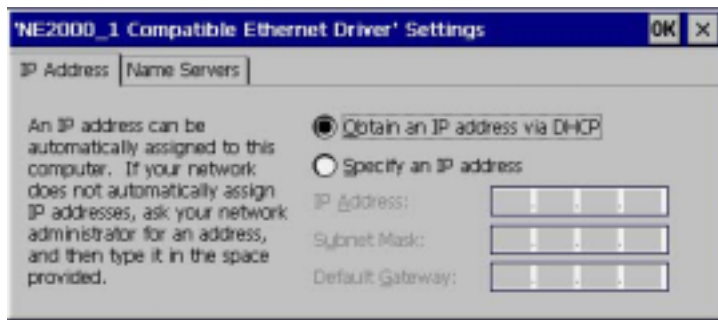 'NE2000_1 Compatible Ethernet Driver' Settings OK ×
IP Address Name Servers
An IP address can be
automatically assigned to this
computer. If your network
does not automatically assign
IP addresses, ask your network
administrator for an address,
and then type it in the space
provided.
Obtain an IP address via DHCP
Specify an IP address
IP Address:
Subnet Mask:
Default Gateway: